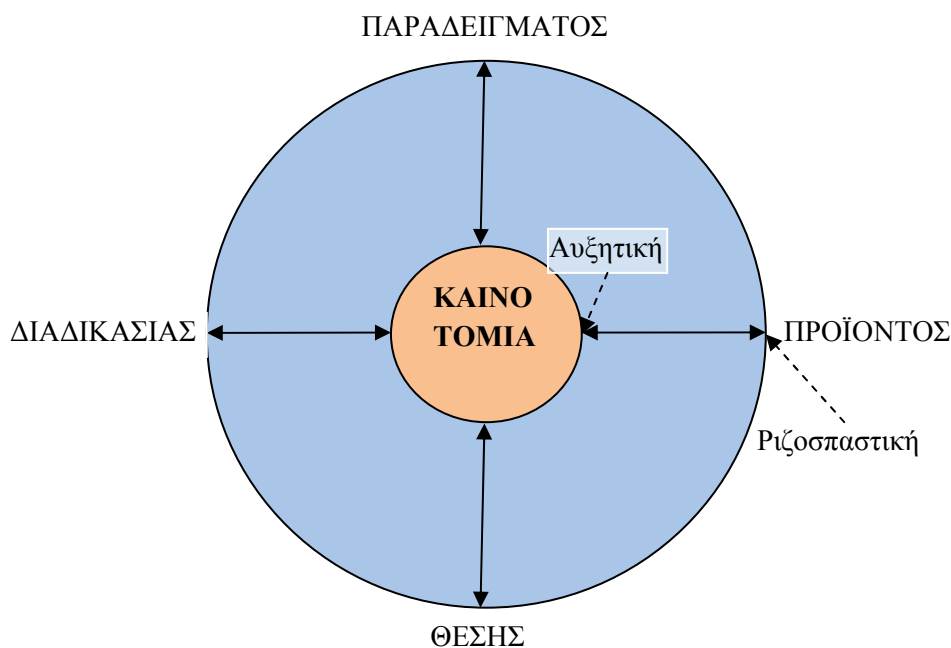 ΠΑΡΑΔΕΙΓΜΑΤΟΣ
Αυξητική
ΚΑΙΝΟ
ΤΟΜΙΑ
ΔΙΑΔΙΚΑΣΙΑΣ
ΠΡΟΪΟΝΤΟΣ
Ριζοσπαστική
ΘΕΣΗΣ